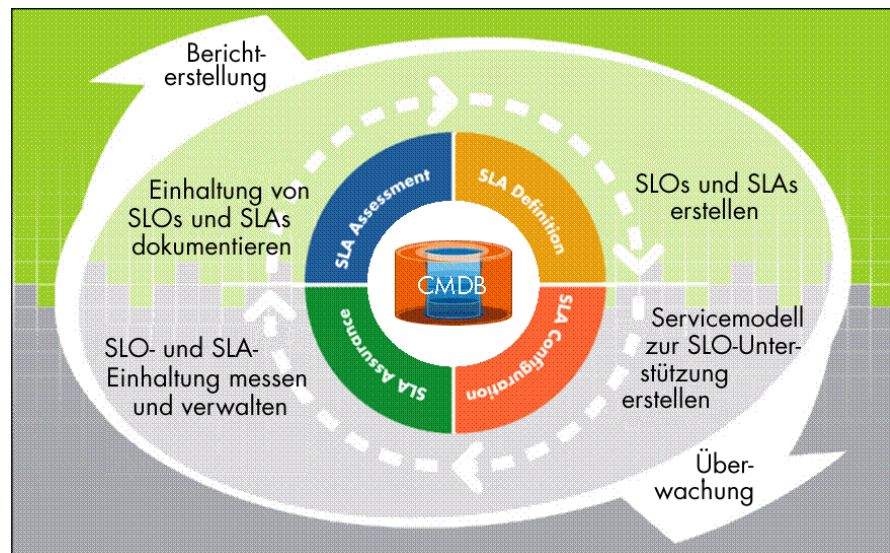 Bericht-
erstellung
Einhaltung von
SLOs und SLAs
dokumentieren
SLA Assessment
SLA Definition
SLOs und SLAs
erstellen
CMDB
SLO- und SLA-
Einhaltung messen
und verwalten
SLA Assurance
SLA Configuration
Servicemodell
zur SLO-Unter-
stützung
erstellen
Über-
wachung